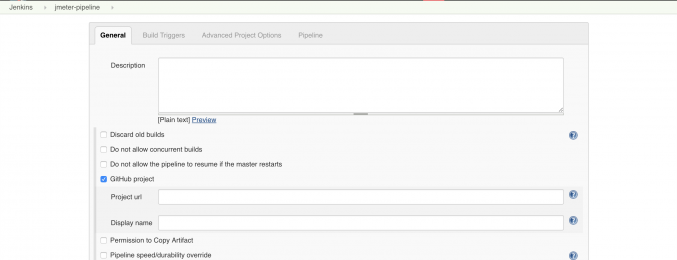 Jenkins › jmeter-pipeline ›
General Build Triggers Advanced Project Options Pipeline
Description
[Plain text] Preview
Discard old builds
Do not allow concurrent builds
Do not allow the pipeline to resume if the master restarts
GitHub project
Project url
Display name
Permission to Copy Artifact
Pipeline speed/durability override